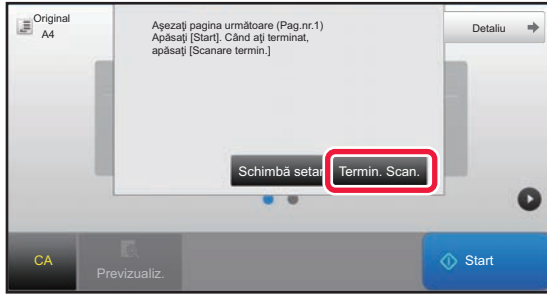 Original
A4
Așezați pagina următoare (Pag.nr.1)
Apăsați [Start]. Când ați terminat,
apăsați [Scanare termin.]
Detaliu
Schimbă setar
Termin. Scan.
CA
Previzualiz.
Start